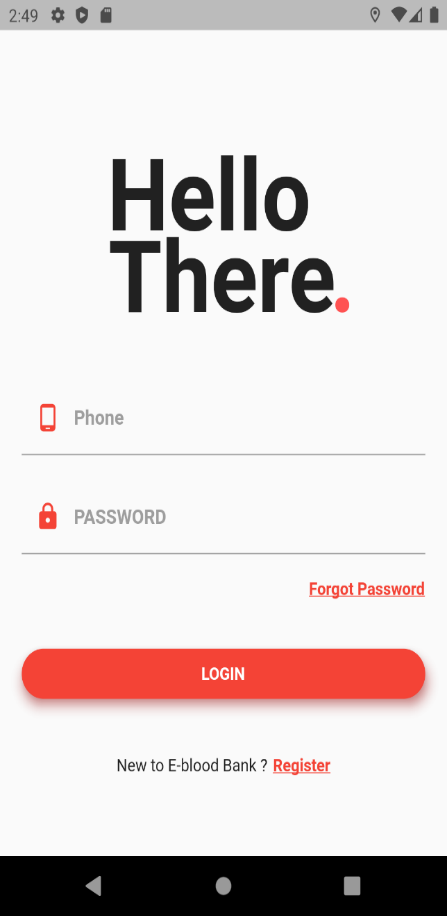 2:49
Hello
There.
Phone
PASSWORD
Forgot Password
LOGIN
New to E-blood Bank ? Register